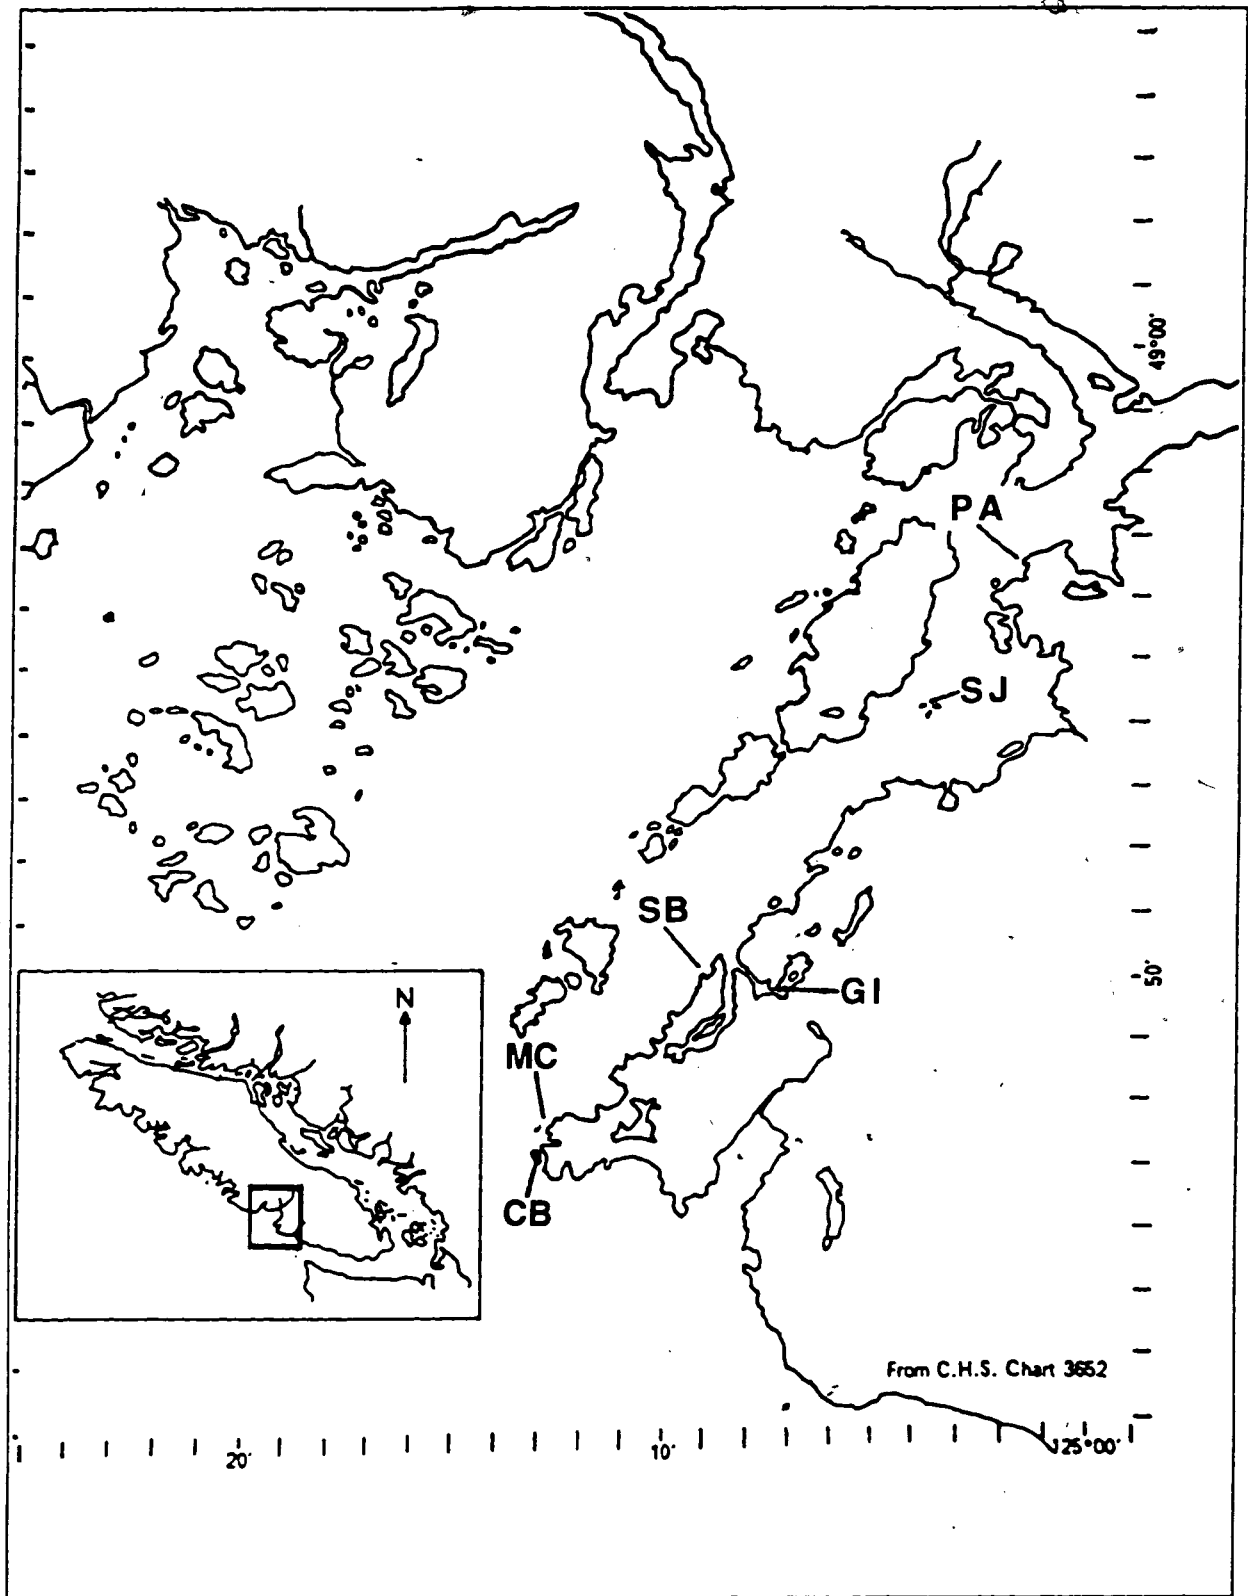 49°00'
PA
SJ
SB
50'
GI
N
MC
CB
From C.H.S. Chart 3652
20'
10'
125°00'